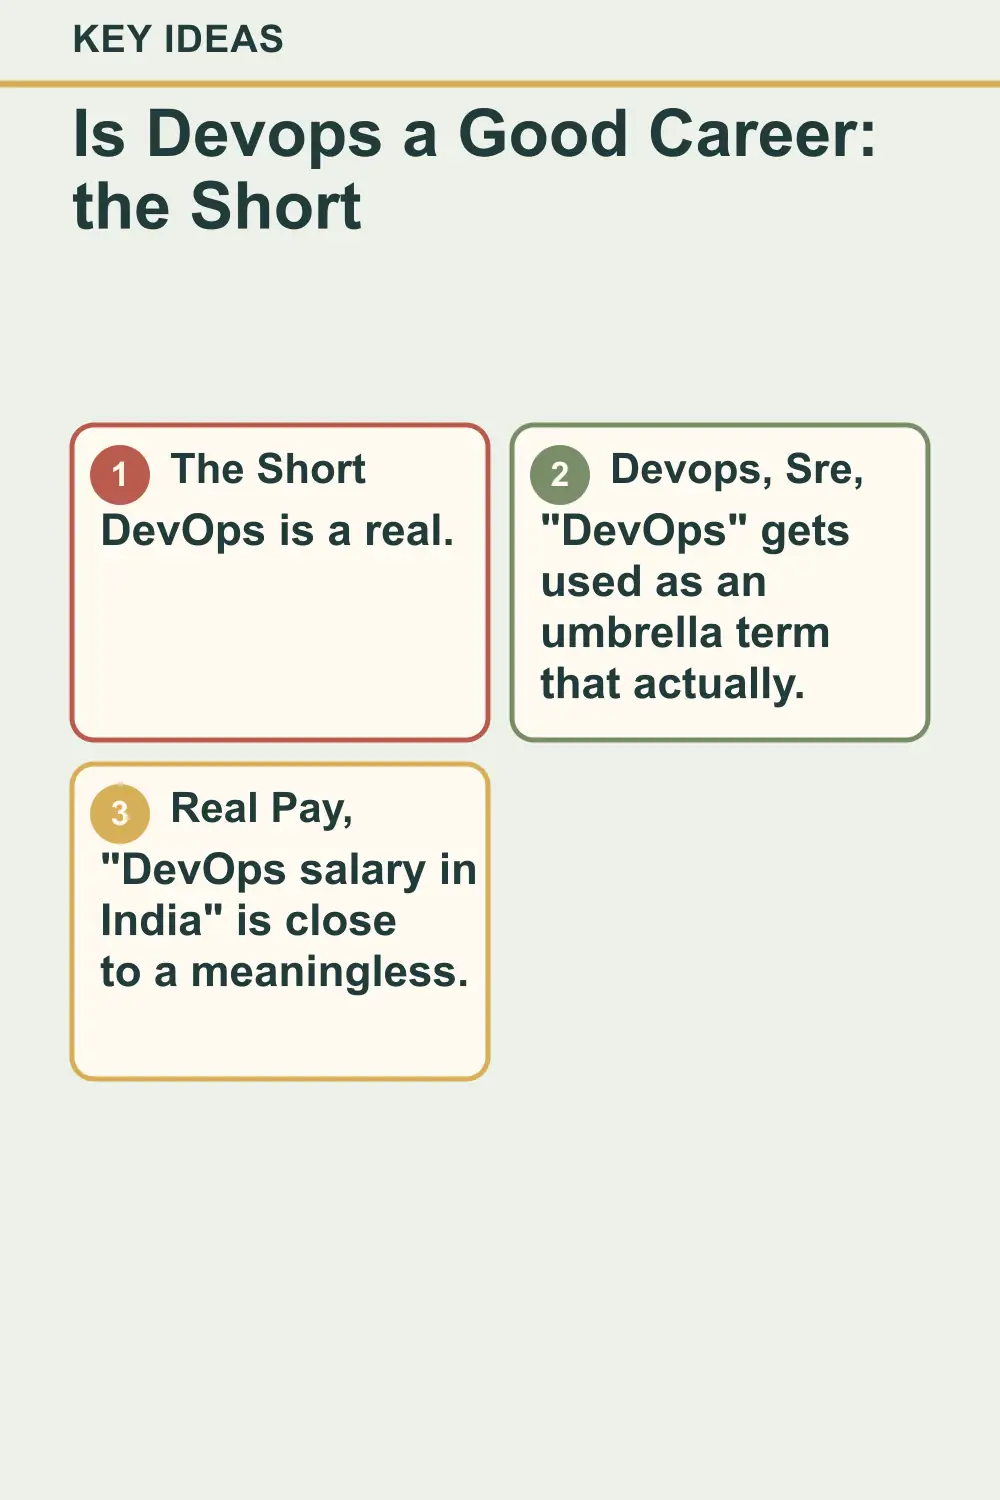 KEY IDEAS
Is Devops a Good Career:
the Short
1 The Short
DevOps is a real.
2 Devops, Sre,
"DevOps" gets
used as an
umbrella term
that actually.
3 Real Pay,
"DevOps salary in
India" is close
to a meaningless.